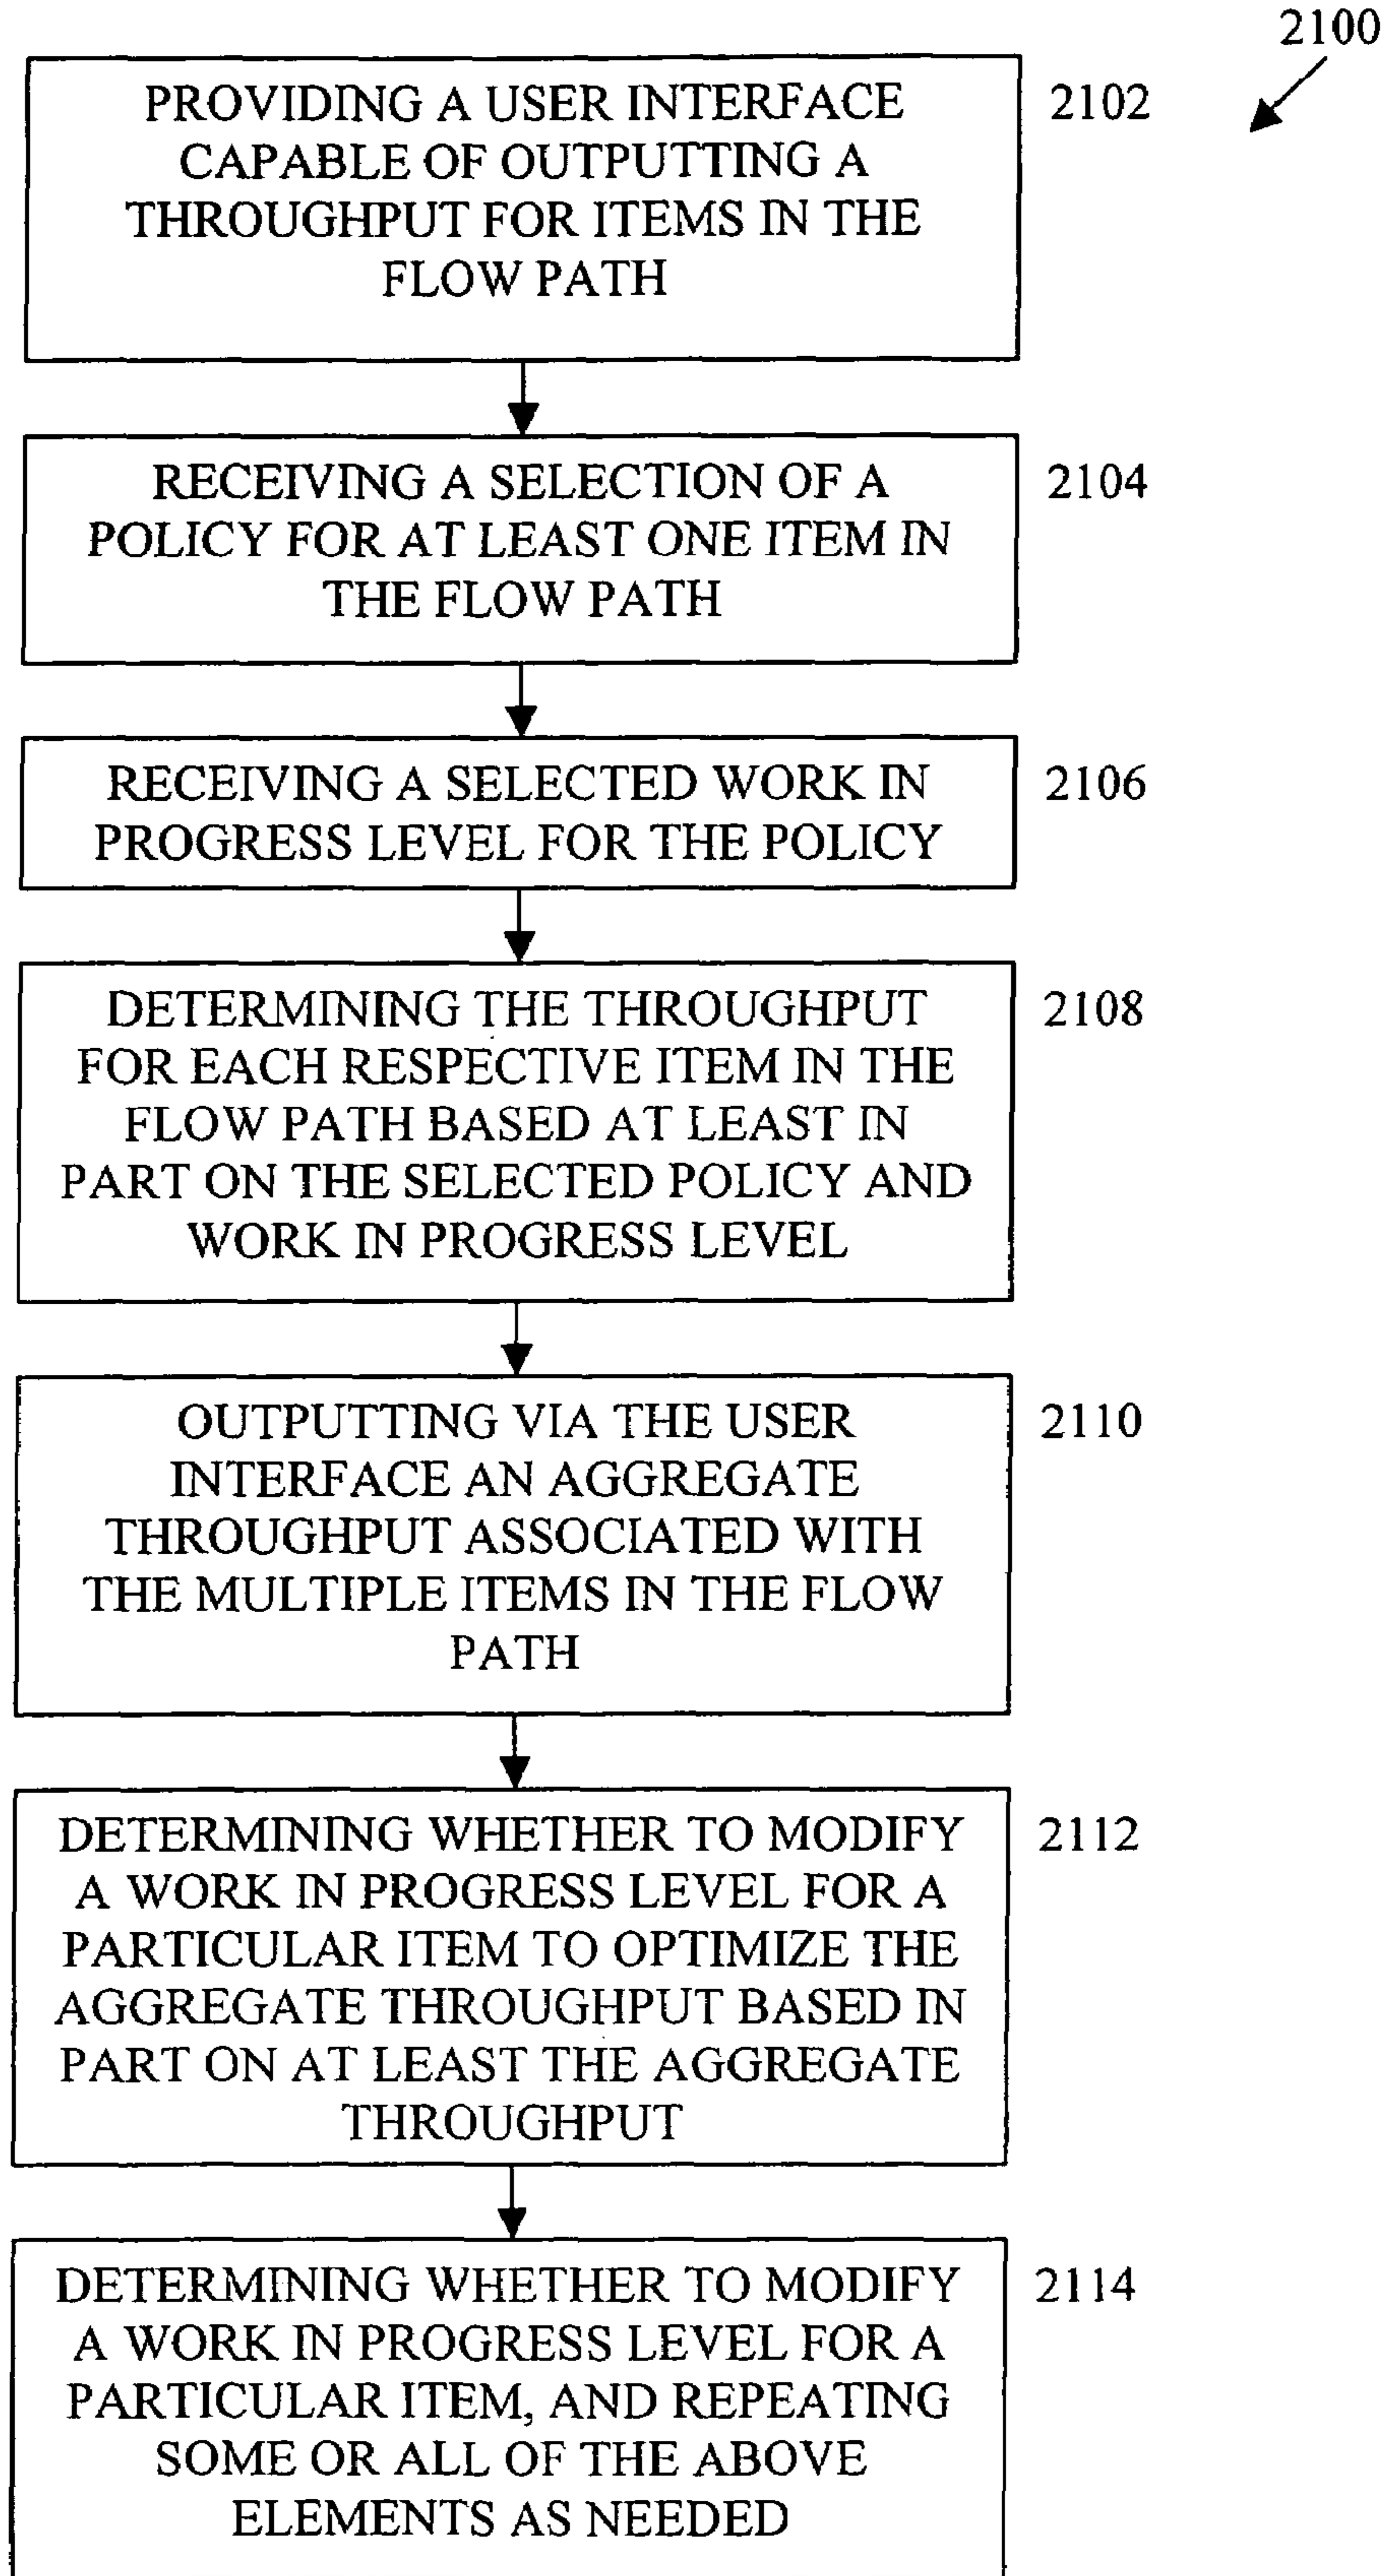 2100
PROVIDING A USER INTERFACE
CAPABLE OF OUTPUTTING A
THROUGHPUT FOR ITEMS IN THE
FLOW PATH
2102
RECEIVING A SELECTION OF A
POLICY FOR AT LEAST ONE ITEM IN
THE FLOW PATH
2104
RECEIVING A SELECTED WORK IN
PROGRESS LEVEL FOR THE POLICY
2106
DETERMINING THE THROUGHPUT
FOR EACH RESPECTIVE ITEM IN THE
FLOW PATH BASED AT LEAST IN
PART ON THE SELECTED POLICY AND
WORK IN PROGRESS LEVEL
2108
OUTPUTTING VIA THE USER
INTERFACE AN AGGREGATE
THROUGHPUT ASSOCIATED WITH
THE MULTIPLE ITEMS IN THE FLOW
PATH
2110
DETERMINING WHETHER TO MODIFY
A WORK IN PROGRESS LEVEL FOR A
PARTICULAR ITEM TO OPTIMIZE THE
AGGREGATE THROUGHPUT BASED IN
PART ON AT LEAST THE AGGREGATE
THROUGHPUT
2112
DETERMINING WHETHER TO MODIFY
A WORK IN PROGRESS LEVEL FOR A
PARTICULAR ITEM, AND REPEATING
SOME OR ALL OF THE ABOVE
ELEMENTS AS NEEDED
2114